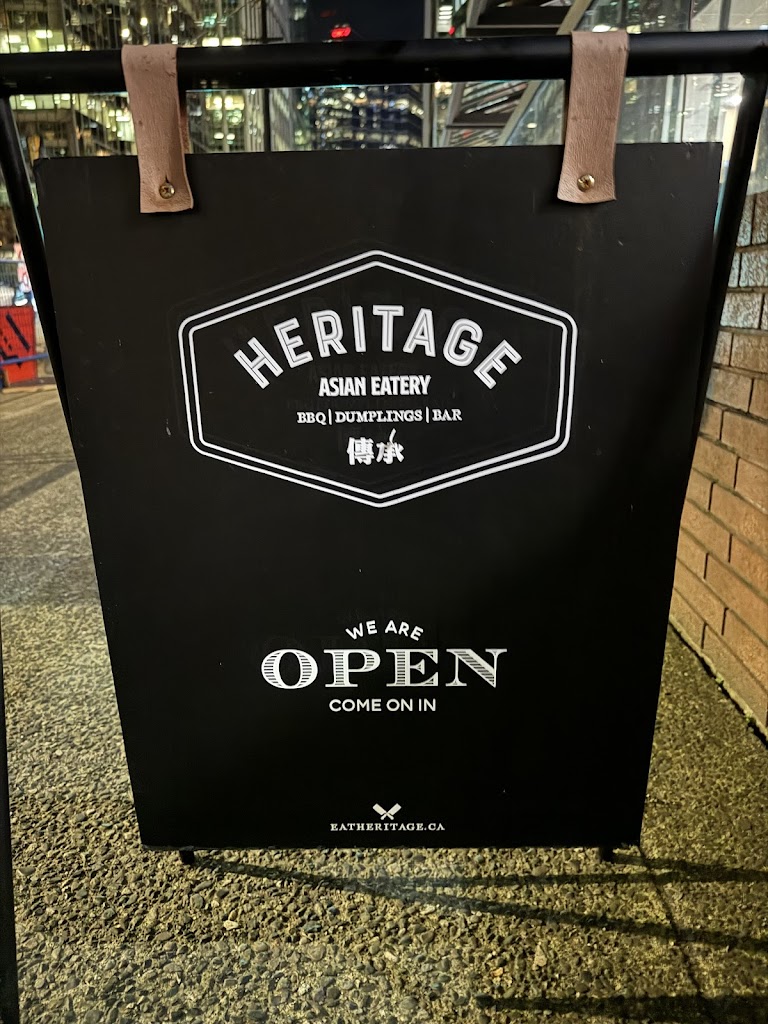 HERITAGE
ASIAN EATERY
BBQ | DUMPLINGS | BAR
傳承
WE ARE
OPEN
COME ON IN
EATHERITAGE.CA